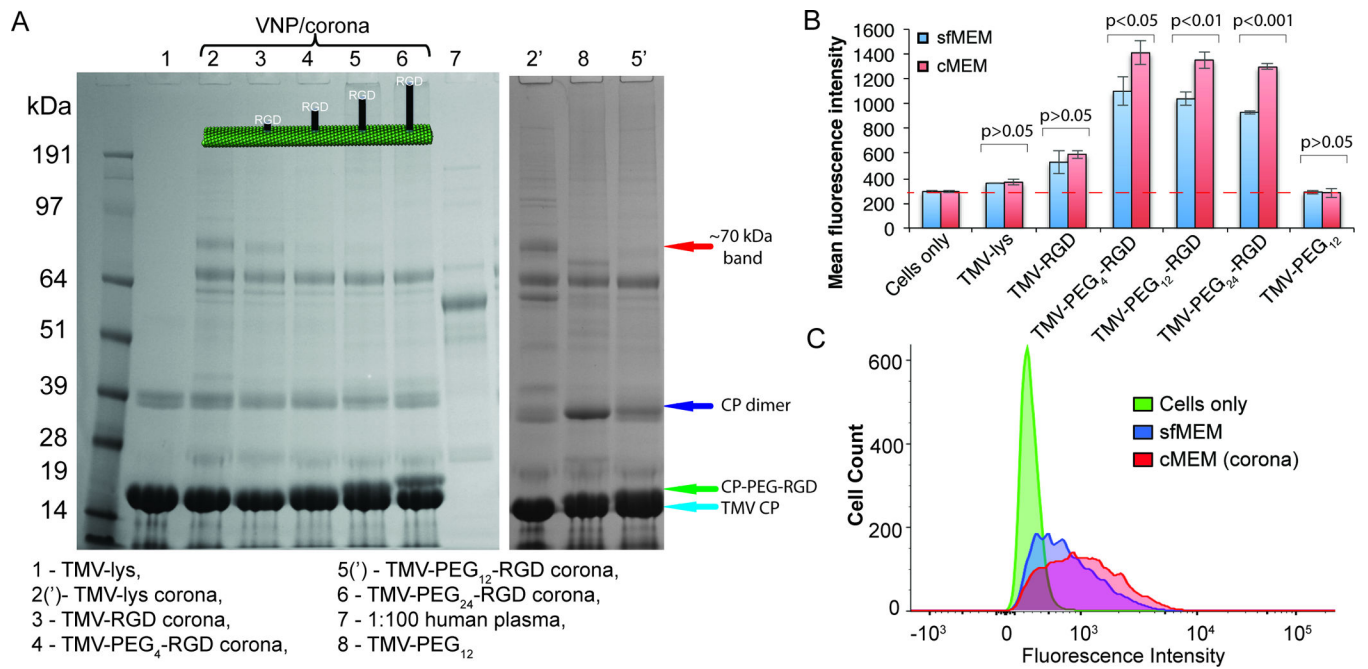 A
VNP/corona
1 2 3 4 5 6 7 2’ 8 5’
kDa
191
97
64
51
39
28
19
14
RGD
RGD
RGD
RGD
~70 kDa
band
CP dimer
CP-PEG-RGD
TMV CP
1 - TMV-lys,
2(’)- TMV-lys corona,
3 - TMV-RGD corona,
4 - TMV-PEG₄-RGD corona,
5(’) - TMV-PEG₁₂-RGD corona,
6 - TMV-PEG₂₄-RGD corona,
7 - 1:100 human plasma,
8 - TMV-PEG₁₂
B
Mean fluorescence intensity
1600
1400
1200
1000
800
600
400
200
0
sfMEM
cMEM
p>0.05
p>0.05
p<0.05
p<0.01
p<0.001
p>0.05
Cells only
TMV-lys
TMV-RGD
TMV-PEG₄-RGD
TMV-PEG₁₂-RGD
TMV-PEG₂₄-RGD
TMV-PEG₁₂
C
Cell Count
600
400
200
0
Cells only
sfMEM
cMEM (corona)
-10³ 0 10³ 10⁴ 10⁵
Fluorescence Intensity